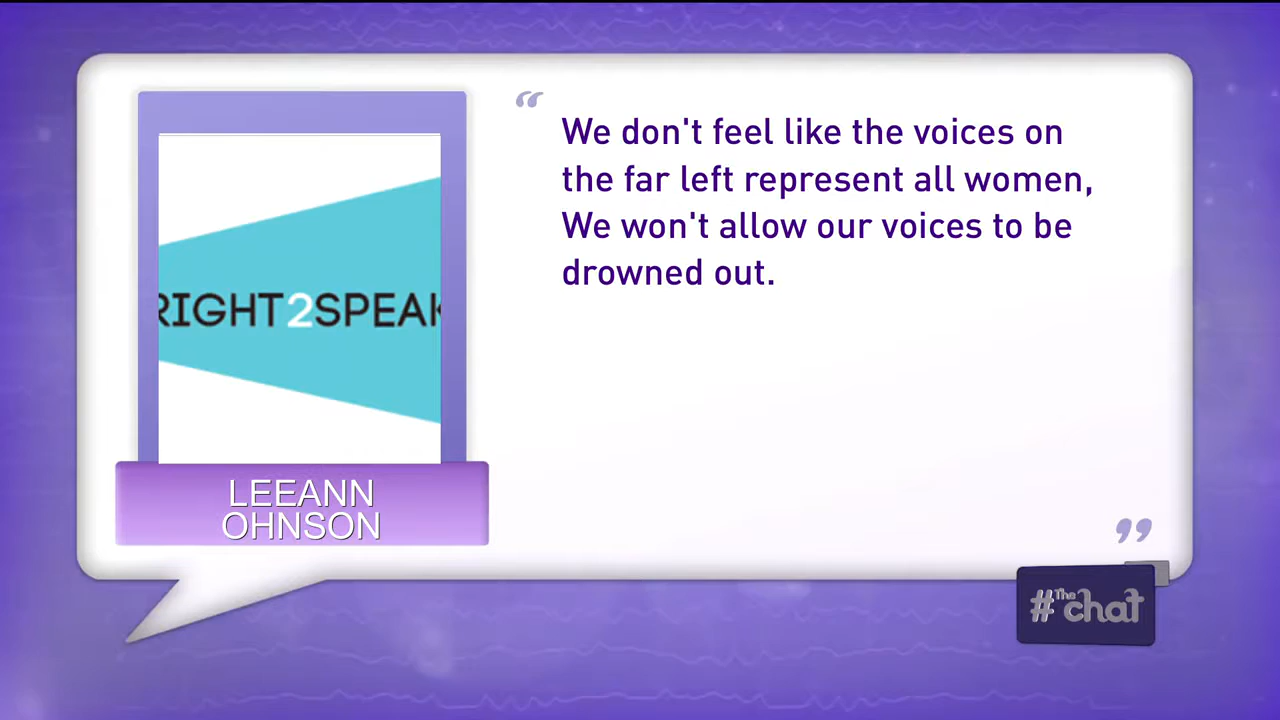 “
We don't feel like the voices on
the far left represent all women,
We won't allow our voices to be
drowned out.
”
RIGHT2SPEAK
LEEANN
OHNSON
#The chat